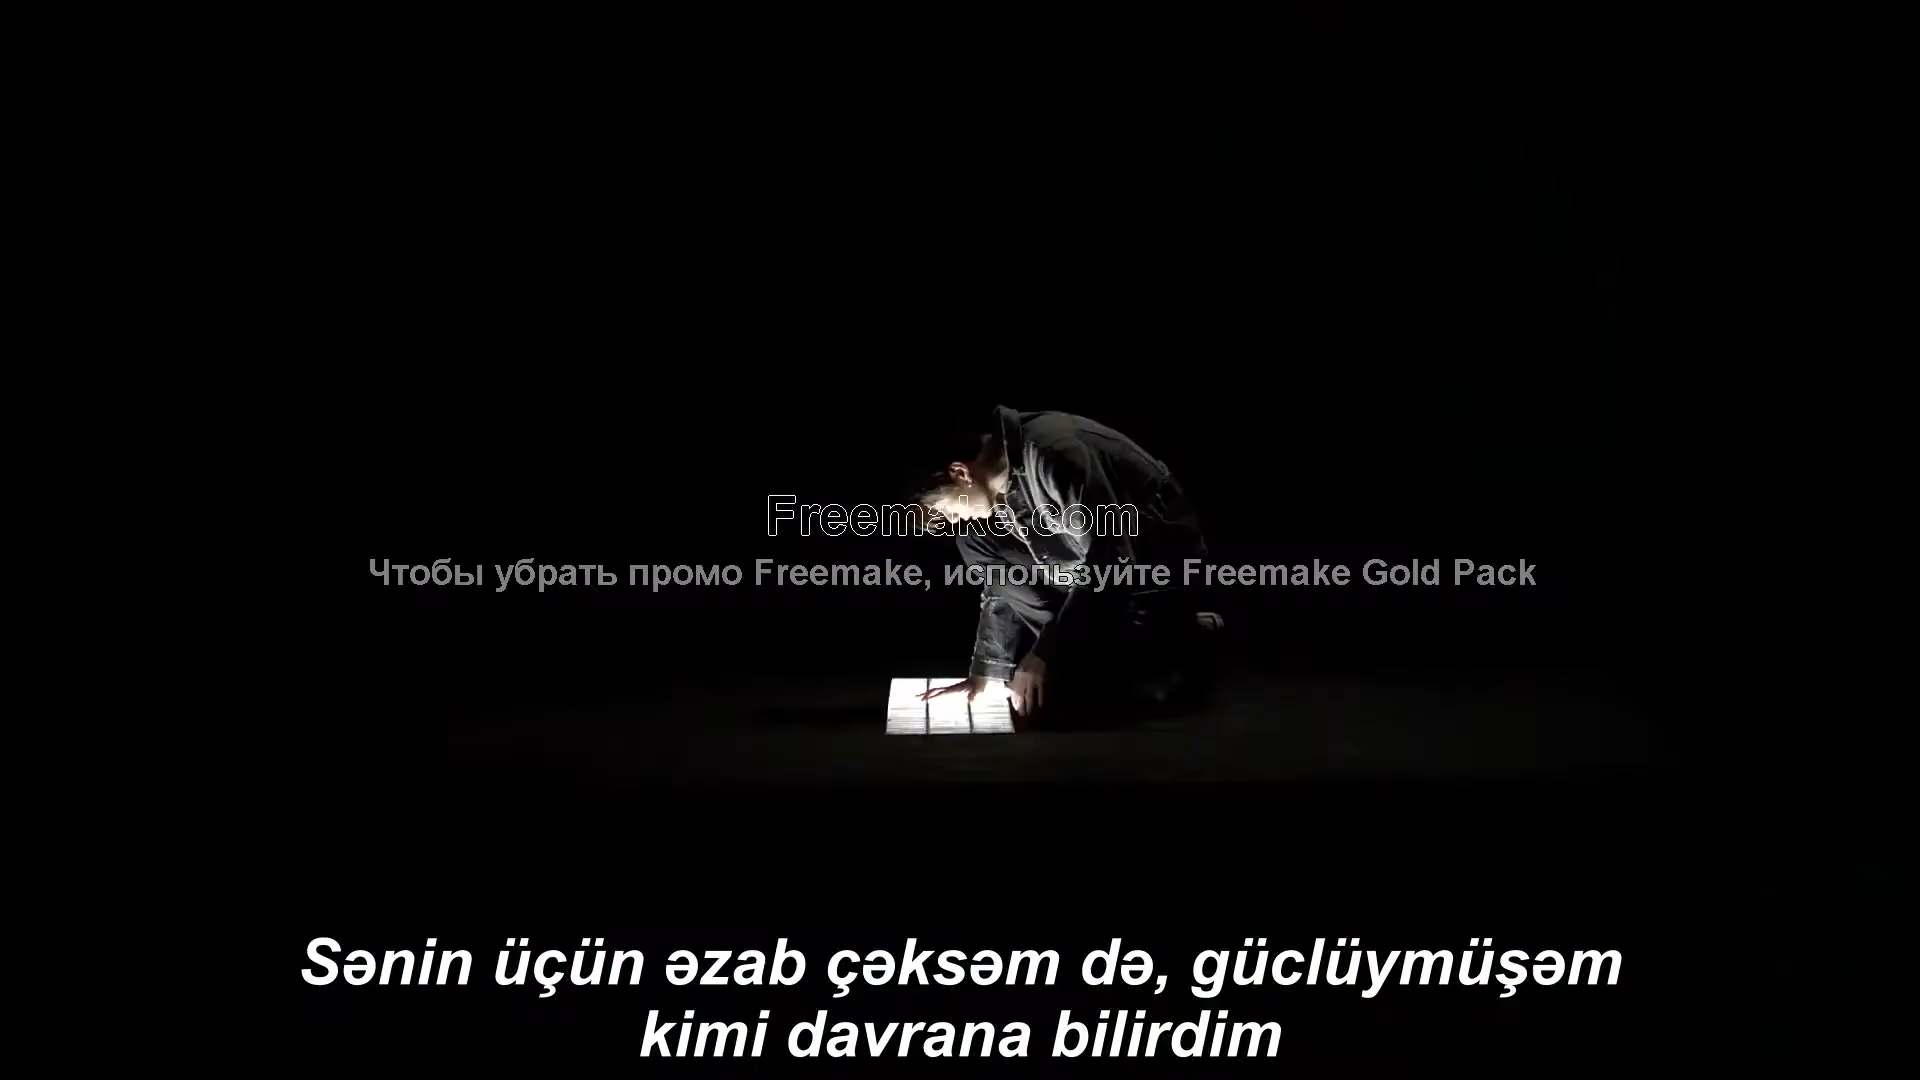 Freemake.com
Чтобы убрать промо Freemake, используйте Freemake Gold Pack
Sənin üçün əzab çəksəm də, güclüymüşəm
kimi davrana bilirdim